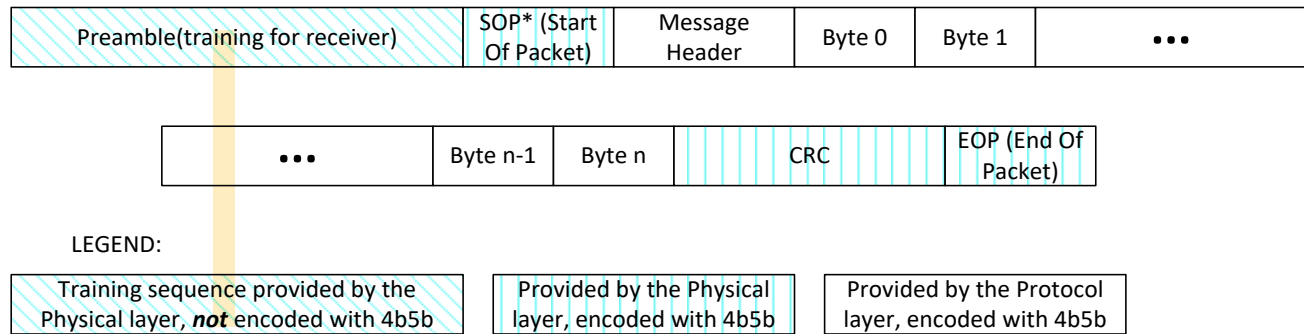 Preamble(training for receiver)
SOP* (Start
Of Packet)
Message
Header
Byte 0
Byte 1
•••
•••
Byte n-1
Byte n
CRC
EOP (End Of
Packet)
LEGEND:
Training sequence provided by the
Physical layer, not encoded with 4b5b
Provided by the Physical
layer, encoded with 4b5b
Provided by the Protocol
layer, encoded with 4b5b